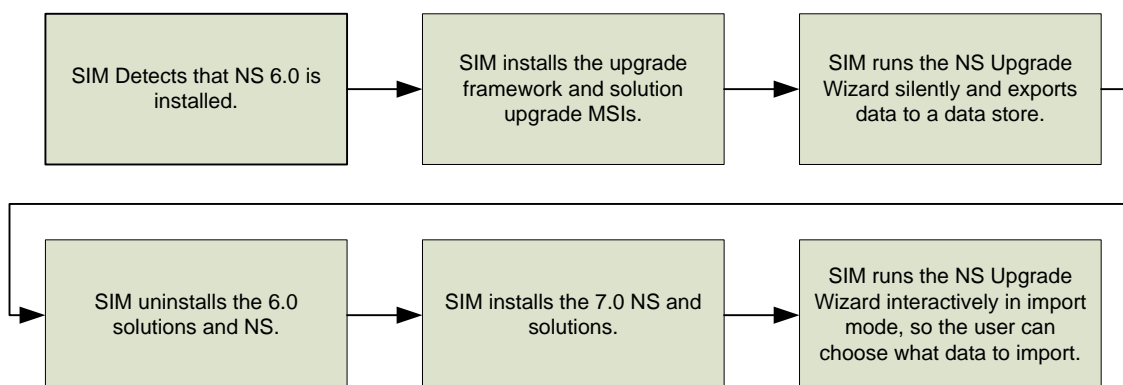 SIM Detects that NS 6.0 is
installed.
SIM installs the upgrade
framework and solution
upgrade MSIs.
SIM runs the NS Upgrade
Wizard silently and exports
data to a data store.
SIM uninstalls the 6.0
solutions and NS.
SIM installs the 7.0 NS and
solutions.
SIM runs the NS Upgrade
Wizard interactively in import
mode, so the user can
choose what data to import.